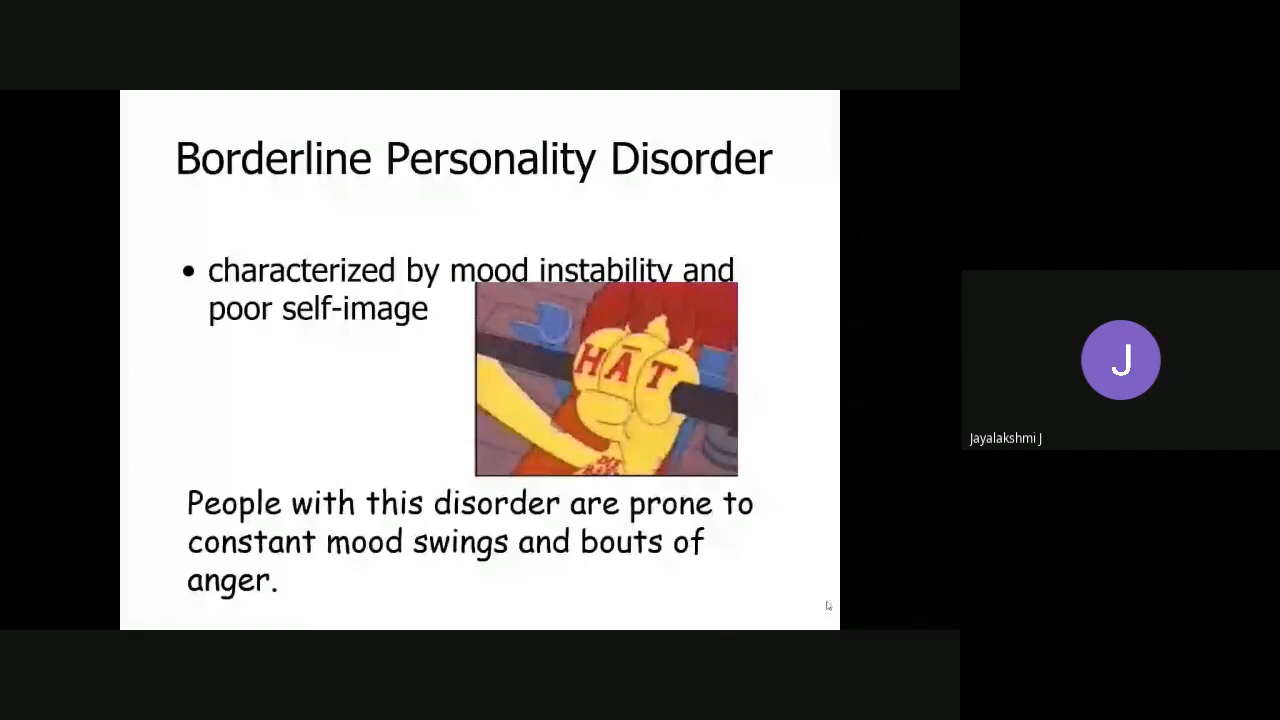 Borderline Personality Disorder
• characterized by mood instability and
poor self-image
HĀT
People with this disorder are prone to
constant mood swings and bouts of
anger.
J
Jayalakshmi J